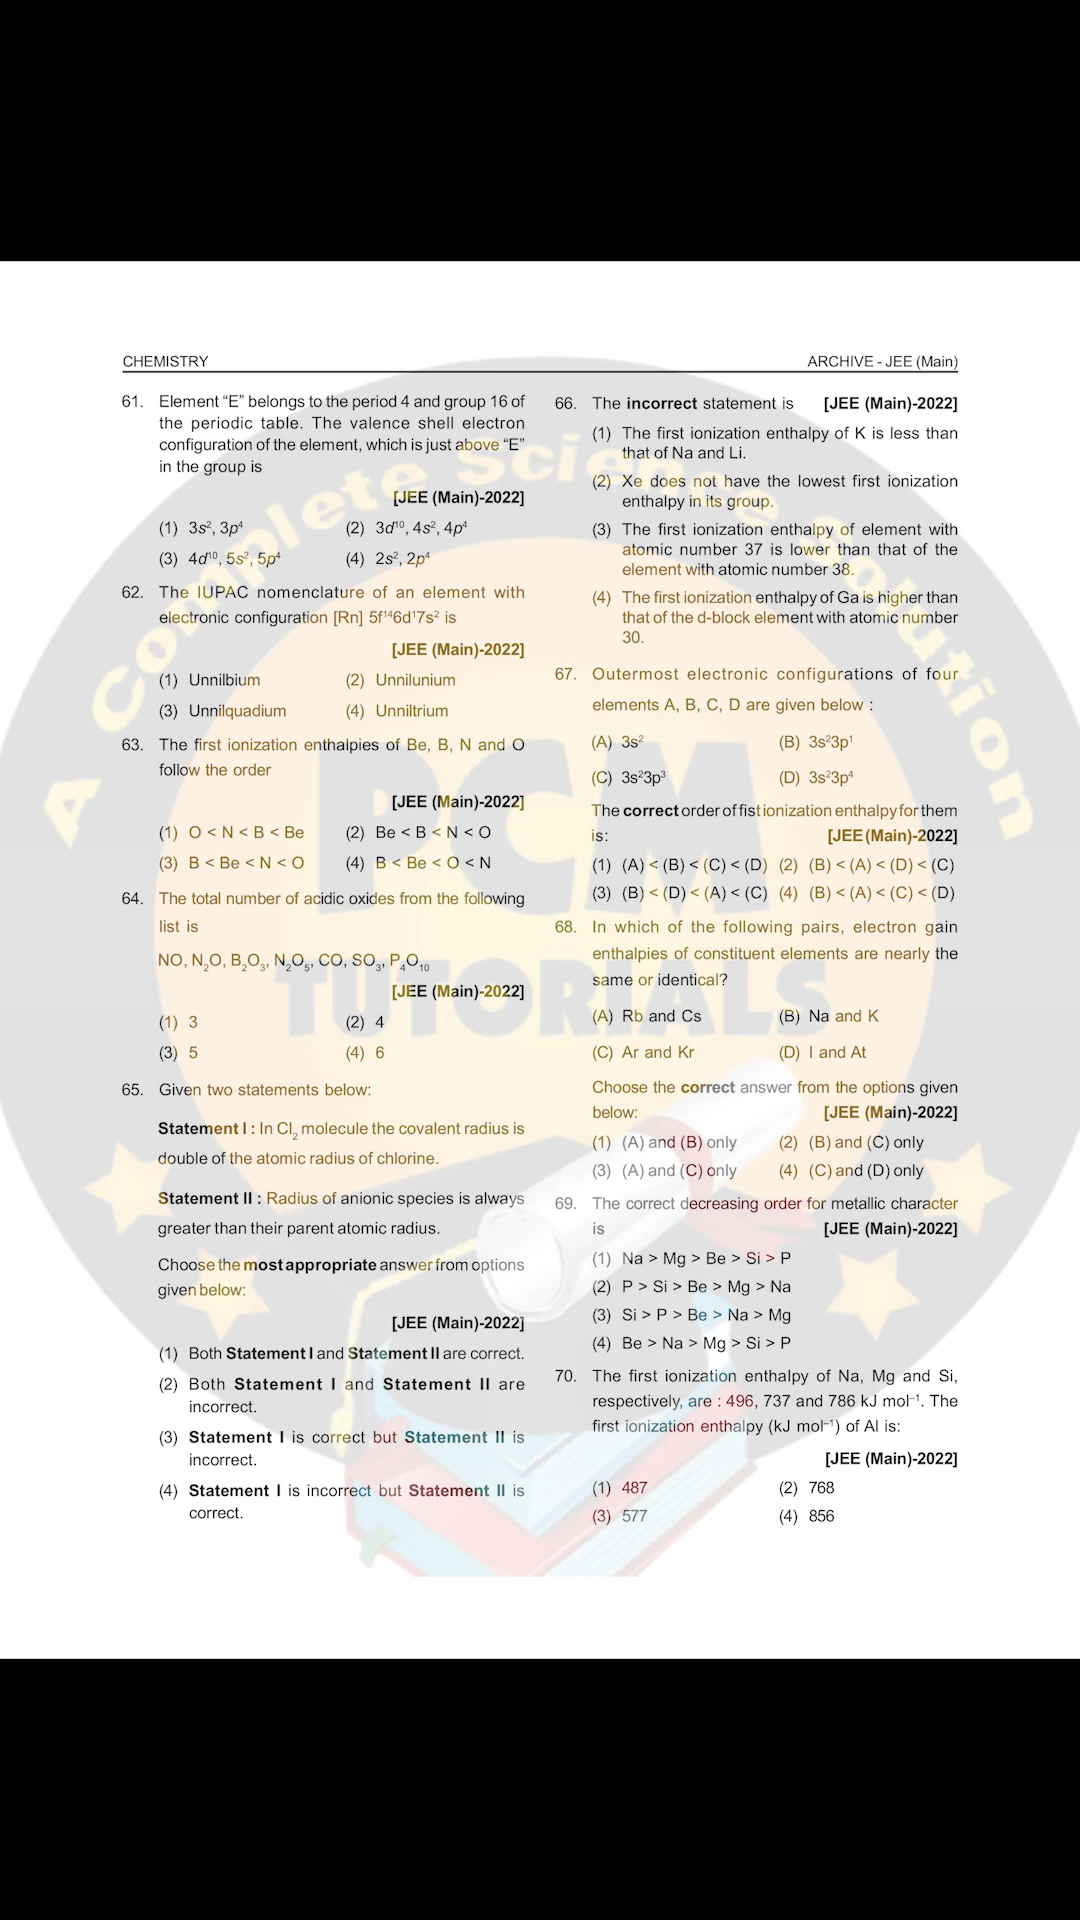 CHEMISTRY
ARCHIVE - JEE (Main)
61. Element “E” belongs to the period 4 and group 16 of
the periodic table. The valence shell electron
configuration of the element, which is just above “E”
in the group is
[JEE (Main)-2022]
(1) 3s², 3p⁴ (2) 3d¹⁰, 4s², 4p⁴
(3) 4d¹⁰, 5s², 5p⁴ (4) 2s², 2p⁴
62. The IUPAC nomenclature of an element with
electronic configuration [Rn] 5f¹⁴6d¹7s² is
[JEE (Main)-2022]
(1) Unnilbium (2) Unnilunium
(3) Unnilquadium (4) Unniltrium
63. The first ionization enthalpies of Be, B, N and O
follow the order
[JEE (Main)-2022]
(1) O < N < B < Be (2) Be < B < N < O
(3) B < Be < N < O (4) B < Be < O < N
64. The total number of acidic oxides from the following
list is
NO, N₂O, B₂O₃, N₂O₅, CO, SO₃, P₄O₁₀
[JEE (Main)-2022]
(1) 3 (2) 4
(3) 5 (4) 6
65. Given two statements below:
Statement I : In Cl₂ molecule the covalent radius is
double of the atomic radius of chlorine.
Statement II : Radius of anionic species is always
greater than their parent atomic radius.
Choose the most appropriate answer from options
given below:
[JEE (Main)-2022]
(1) Both Statement I and Statement II are correct.
(2) Both Statement I and Statement II are
incorrect.
(3) Statement I is correct but Statement II is
incorrect.
(4) Statement I is incorrect but Statement II is
correct.
66. The incorrect statement is [JEE (Main)-2022]
(1) The first ionization enthalpy of K is less than
that of Na and Li.
(2) Xe does not have the lowest first ionization
enthalpy in its group.
(3) The first ionization enthalpy of element with
atomic number 37 is lower than that of the
element with atomic number 38.
(4) The first ionization enthalpy of Ga is higher than
that of the d-block element with atomic number
30.
67. Outermost electronic configurations of four
elements A, B, C, D are given below :
(A) 3s² (B) 3s²3p¹
(C) 3s²3p³ (D) 3s²3p⁴
The correct order of fist ionization enthalpy for them
is: [JEE (Main)-2022]
(1) (A) < (B) < (C) < (D) (2) (B) < (A) < (D) < (C)
(3) (B) < (D) < (A) < (C) (4) (B) < (A) < (C) < (D)
68. In which of the following pairs, electron gain
enthalpies of constituent elements are nearly the
same or identical?
(A) Rb and Cs (B) Na and K
(C) Ar and Kr (D) I and At
Choose the correct answer from the options given
below: [JEE (Main)-2022]
(1) (A) and (B) only (2) (B) and (C) only
(3) (A) and (C) only (4) (C) and (D) only
69. The correct decreasing order for metallic character
is [JEE (Main)-2022]
(1) Na > Mg > Be > Si > P
(2) P > Si > Be > Mg > Na
(3) Si > P > Be > Na > Mg
(4) Be > Na > Mg > Si > P
70. The first ionization enthalpy of Na, Mg and Si,
respectively, are : 496, 737 and 786 kJ mol⁻¹. The
first ionization enthalpy (kJ mol⁻¹) of Al is:
[JEE (Main)-2022]
(1) 487 (2) 768
(3) 577 (4) 856
A Complete Science Solution
PCM
TUTORIALS